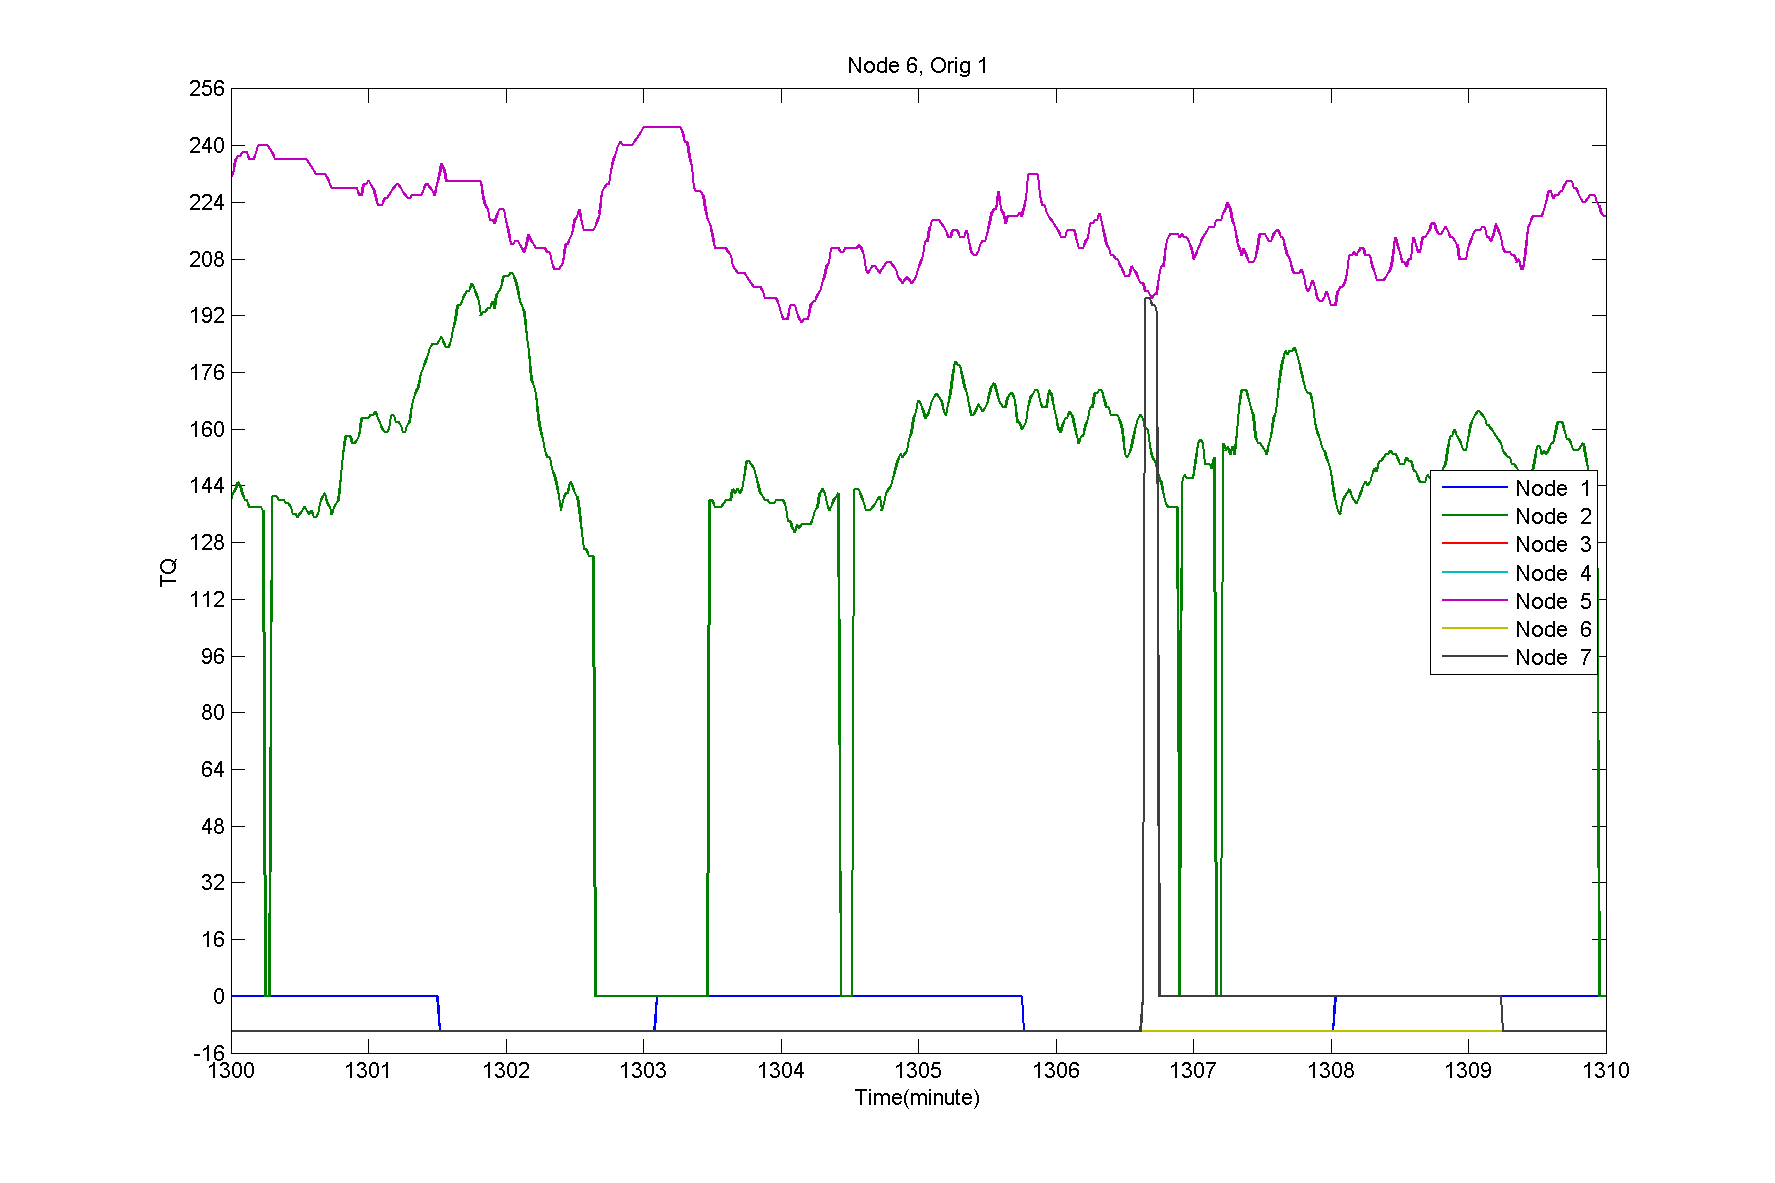 Node 6, Orig 1
256
240
224
208
192
176
160
144
128
112
96
80
64
48
32
16
0
-16
TQ
Node 1
Node 2
Node 3
Node 4
Node 5
Node 6
Node 7
1300 1301 1302 1303 1304 1305 1306 1307 1308 1309 1310
Time(minute)